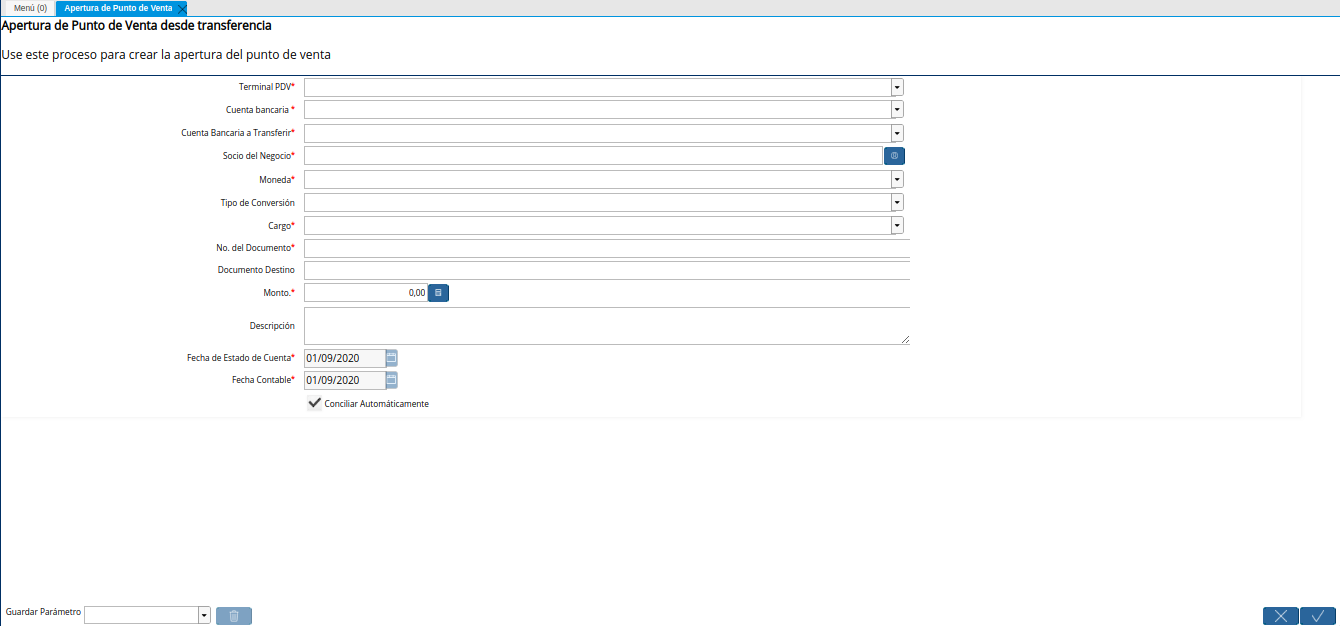 Menú (0) Apertura de Punto de Venta
Apertura de Punto de Venta desde transferencia
Use este proceso para crear la apertura del punto de venta
Terminal PDV*
Cuenta bancaria *
Cuenta Bancaria a Transferir*
Socio del Negocio*
Moneda*
Tipo de Conversión
Cargo*
No. del Documento*
Documento Destino
Monto.* 0,00
Descripción
Fecha de Estado de Cuenta* 01/09/2020
Fecha Contable* 01/09/2020
Conciliar Automáticamente
Guardar Parámetro